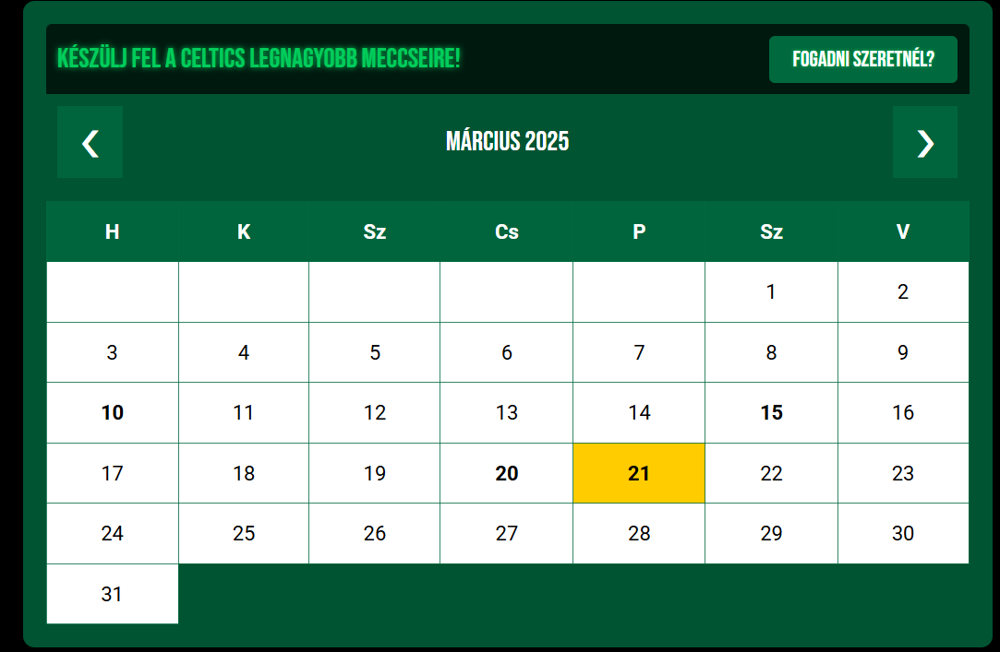 KÉSZÜLJ FEL A CELTICS LEGNAGYOBB MECCSEIRE!
FOGADNI SZERETNÉL?
❮ MÁRCIUS 2025 ❯
H K Sz Cs P Sz V
1 2
3 4 5 6 7 8 9
10 11 12 13 14 15 16
17 18 19 20 21 22 23
24 25 26 27 28 29 30
31